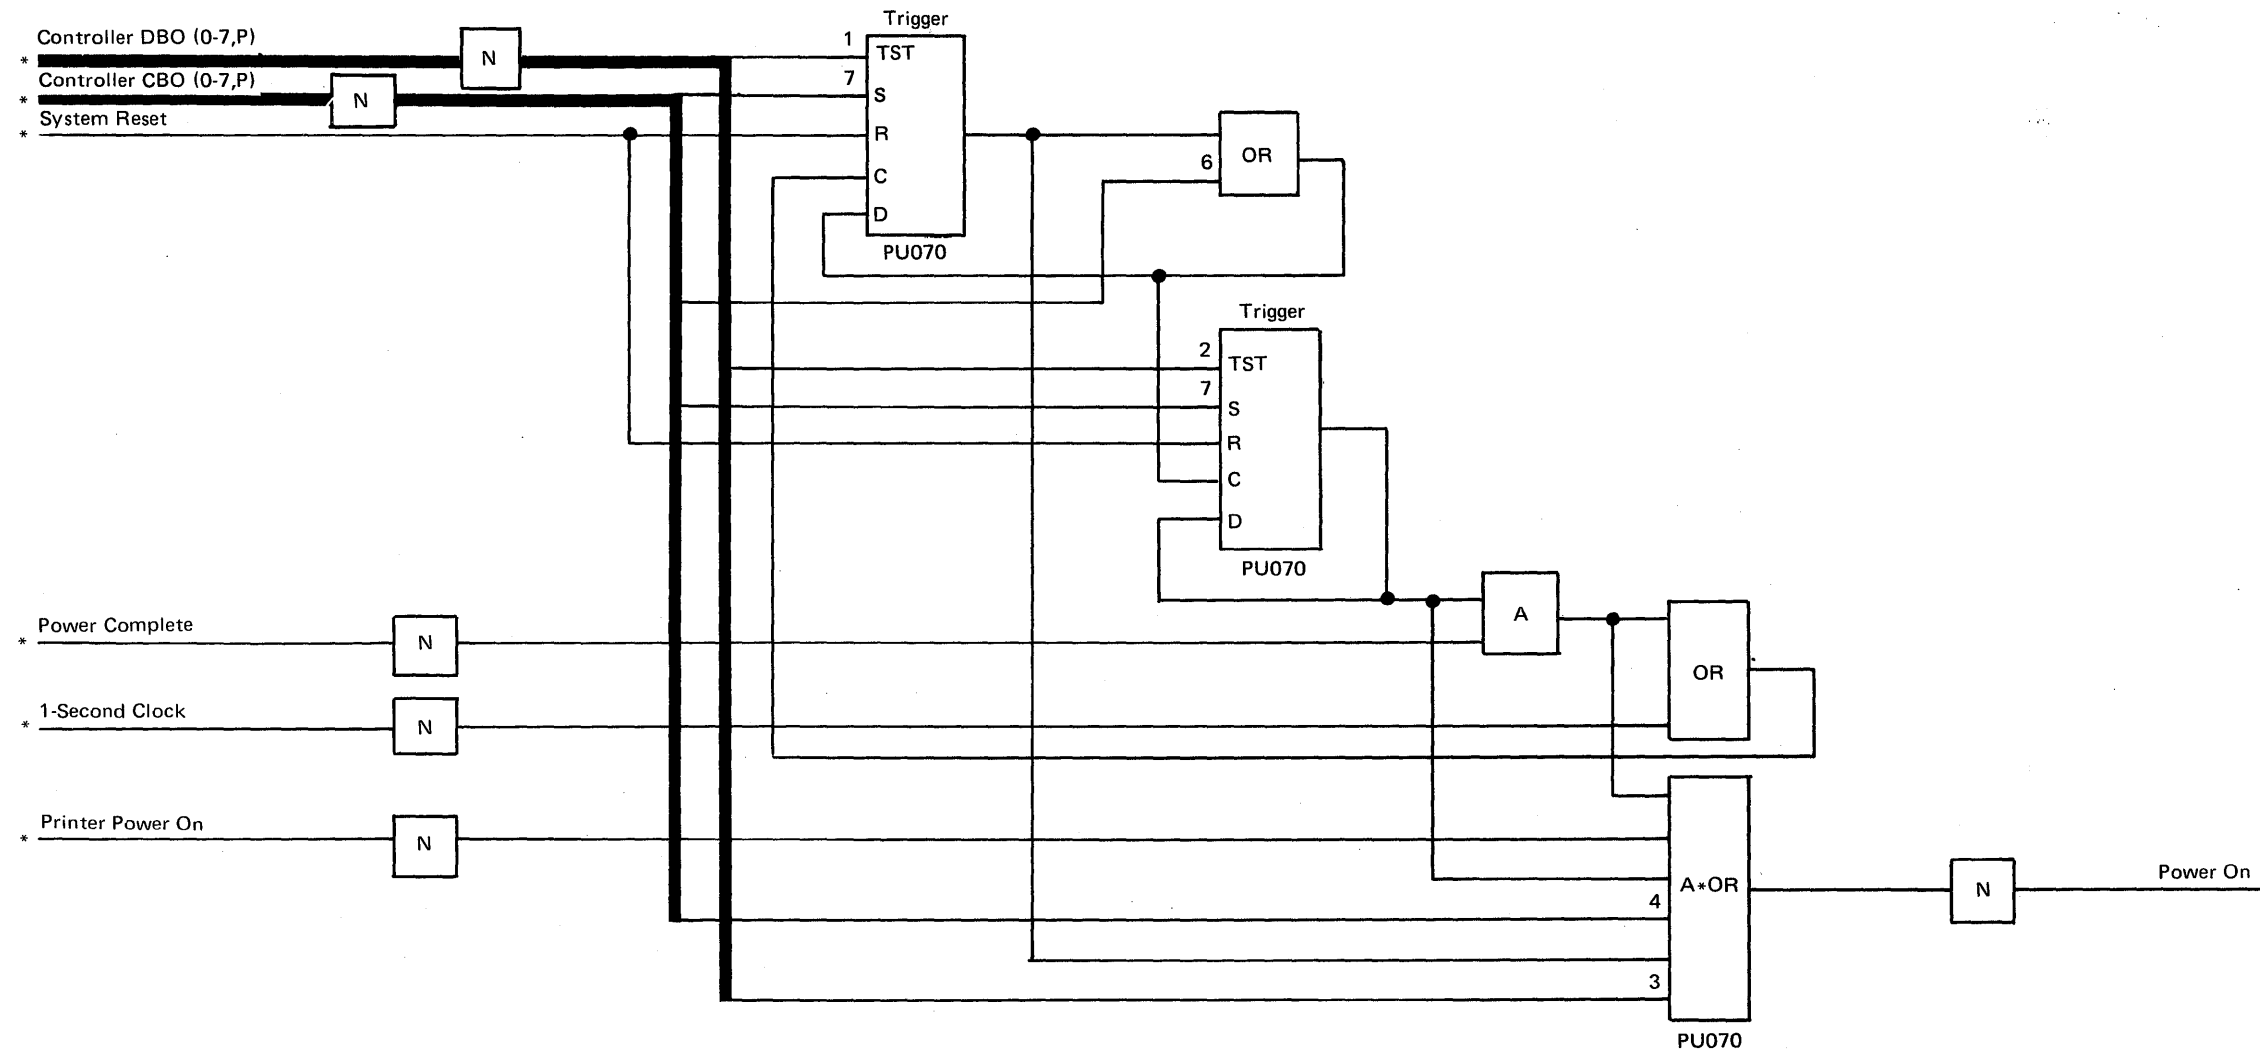 Trigger
Controller DBO (0-7,P)
*
N
1
TST
7
Controller CBO (0-7,P)
*
N
S
System Reset
*
R
C
D
PU070
6
OR
Trigger
2
TST
7
S
R
C
D
PU070
A
Power Complete
*
N
OR
1-Second Clock
*
N
Printer Power On
*
N
A*OR
4
3
PU070
N
Power On